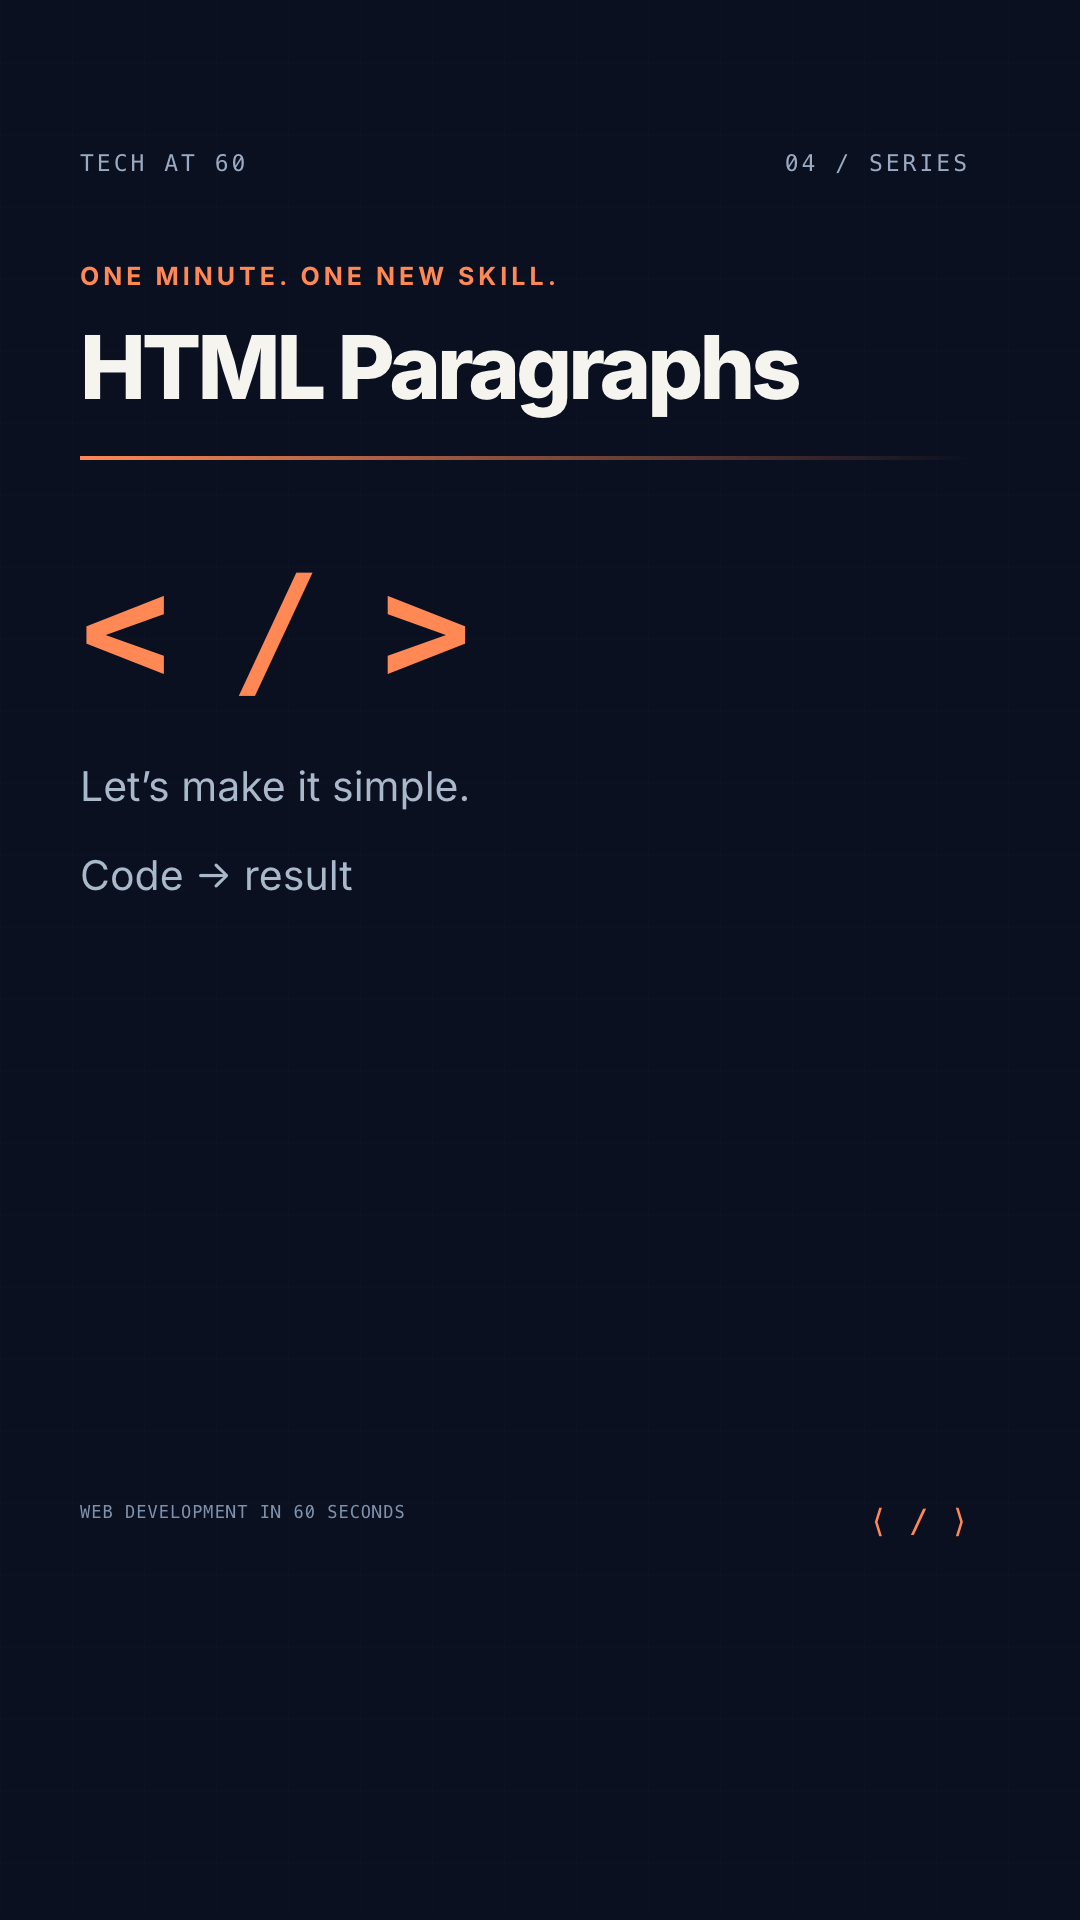 TECH AT 60
04 / SERIES
ONE MINUTE. ONE NEW SKILL.
HTML Paragraphs
< / >
Let’s make it simple.
Code → result
WEB DEVELOPMENT IN 60 SECONDS
⟨ / ⟩